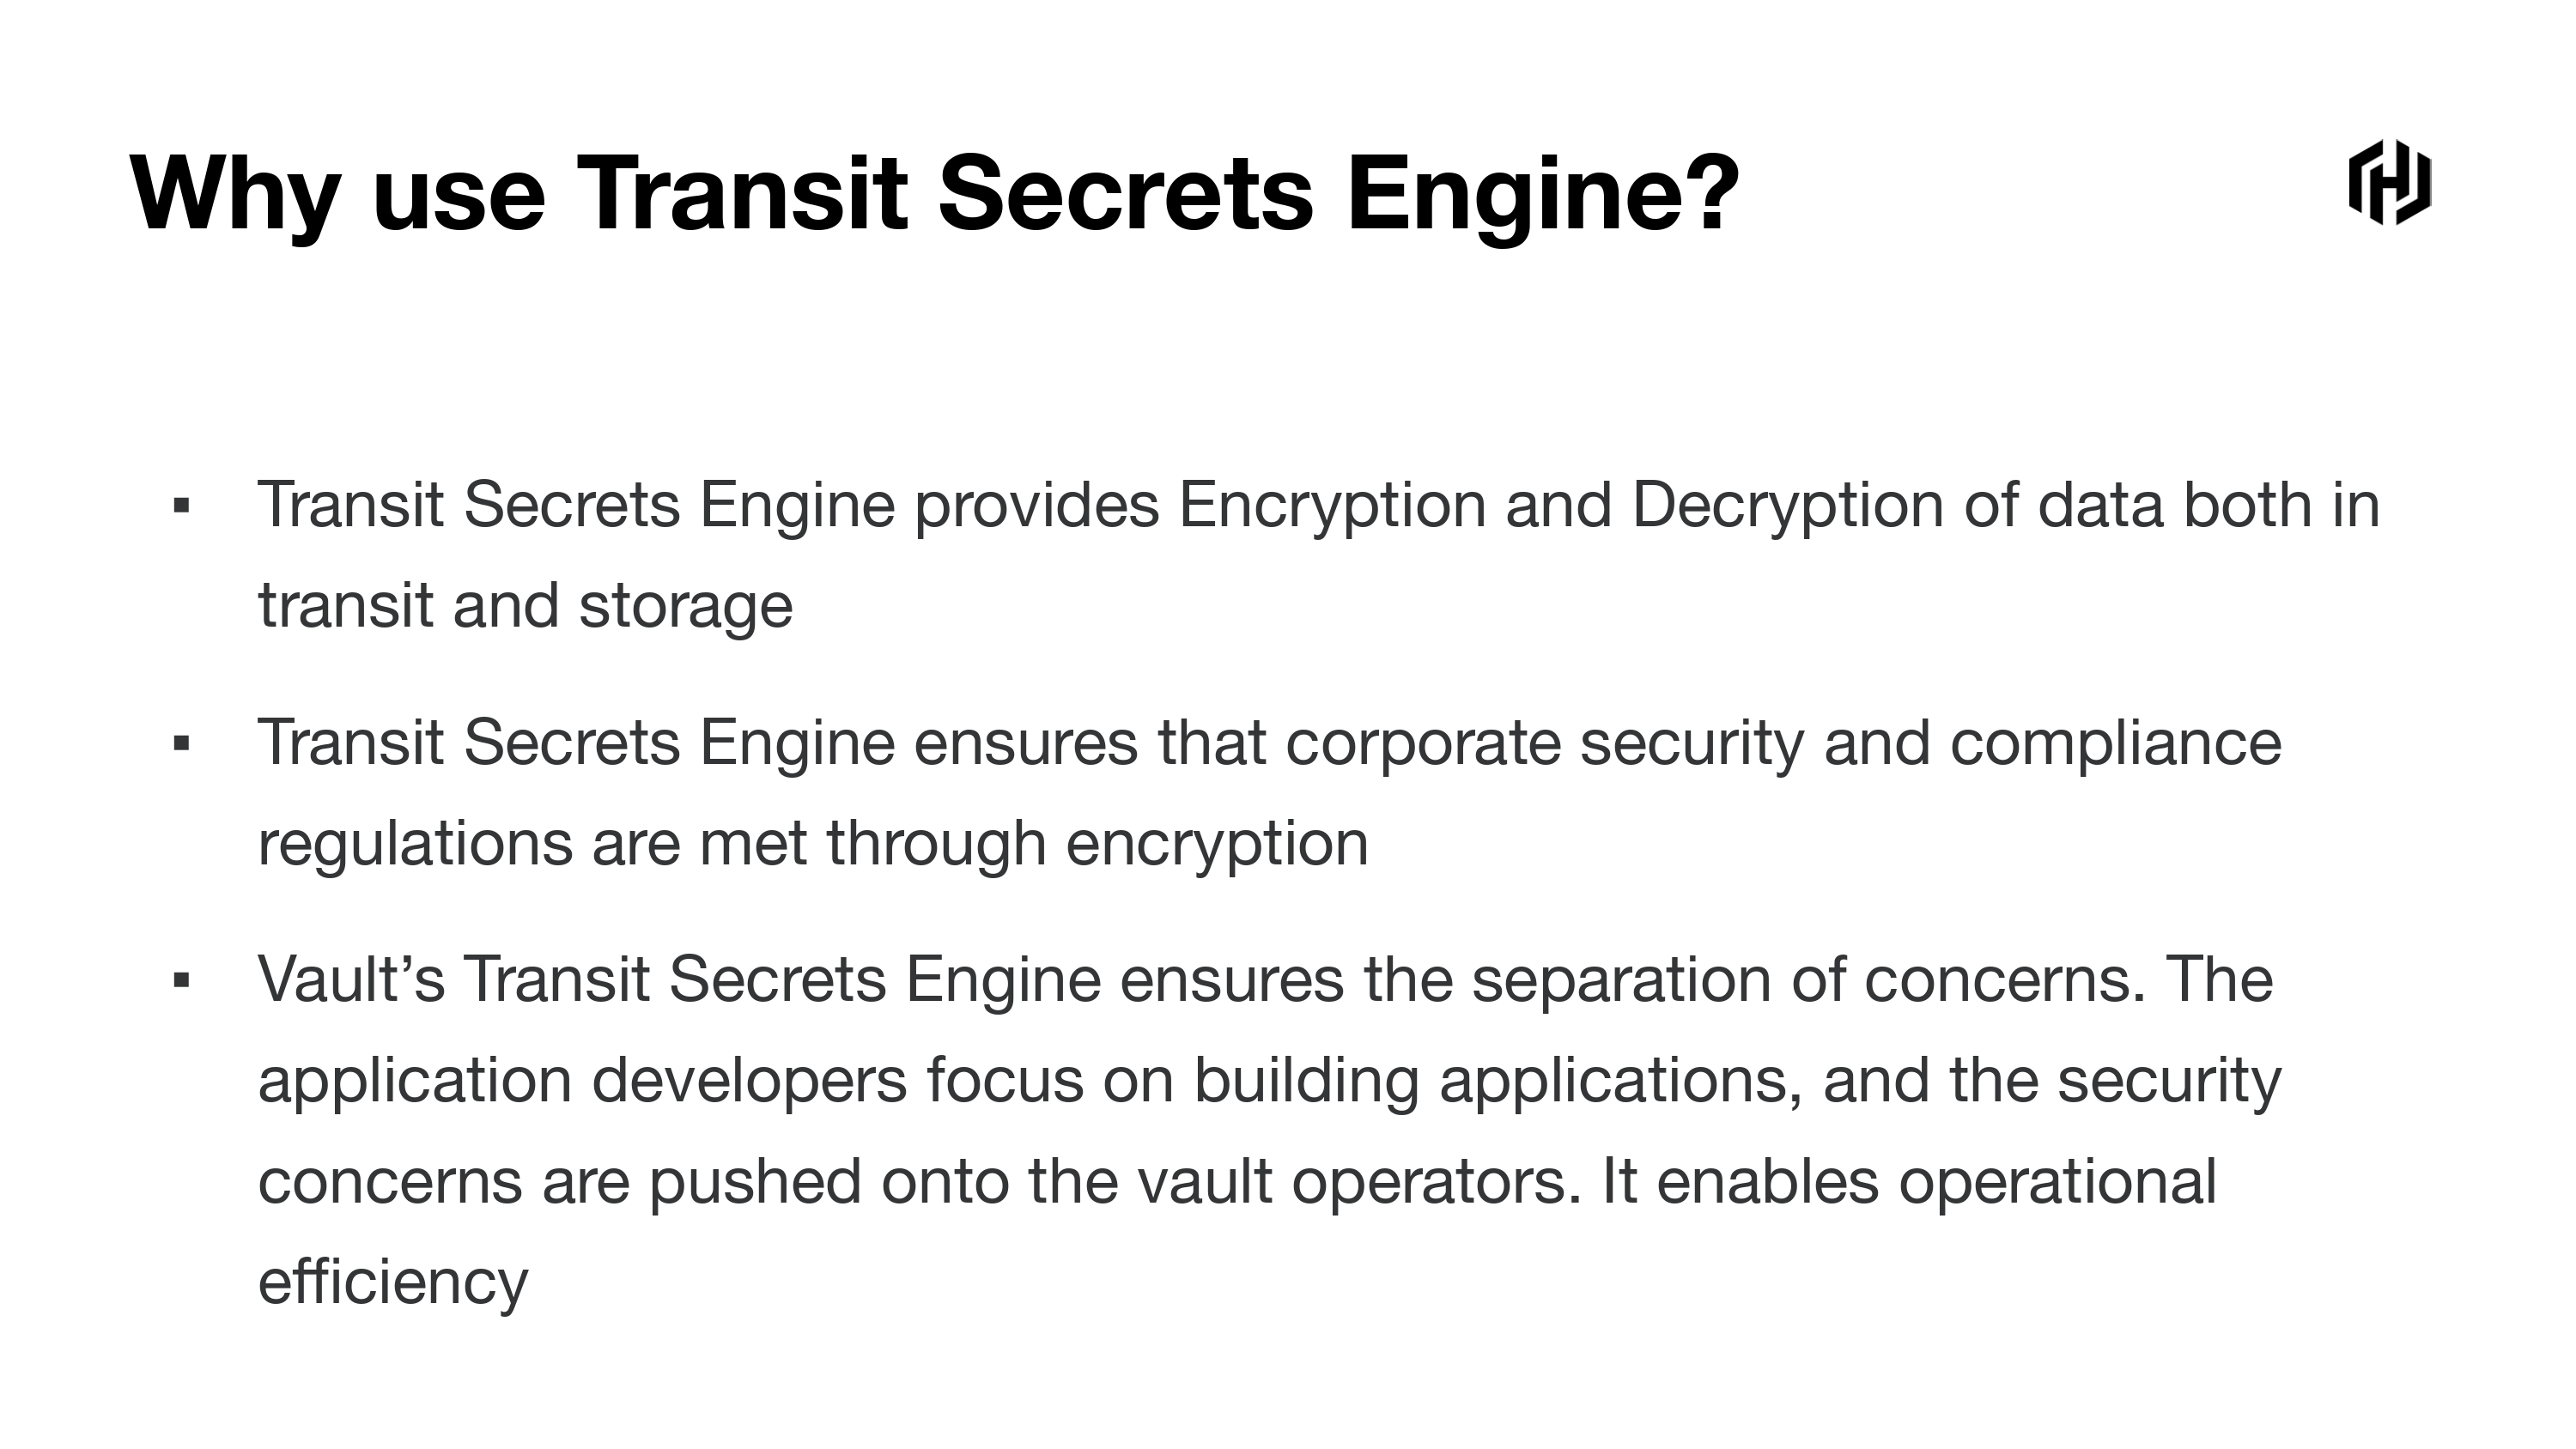 Why use Transit Secrets Engine?
▪ Transit Secrets Engine provides Encryption and Decryption of data both in
transit and storage
▪ Transit Secrets Engine ensures that corporate security and compliance
regulations are met through encryption
▪ Vault’s Transit Secrets Engine ensures the separation of concerns. The
application developers focus on building applications, and the security
concerns are pushed onto the vault operators. It enables operational
efficiency